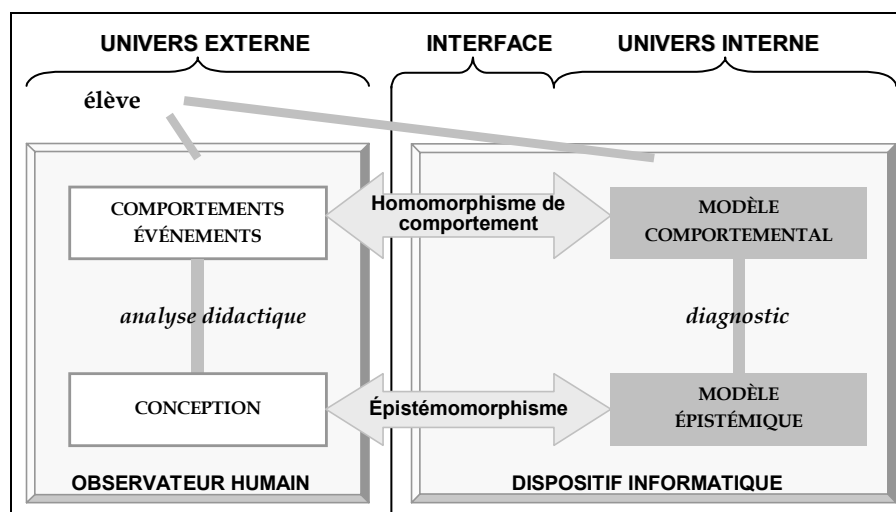 UNIVERS EXTERNE
INTERFACE
UNIVERS INTERNE
élève
COMPORTEMENTS
ÉVÉNEMENTS
Homomorphisme de
comportement
MODÈLE
COMPORTEMENTAL
analyse didactique
diagnostic
CONCEPTION
Épistémomorphisme
MODÈLE
ÉPISTÉMIQUE
OBSERVATEUR HUMAIN
DISPOSITIF INFORMATIQUE